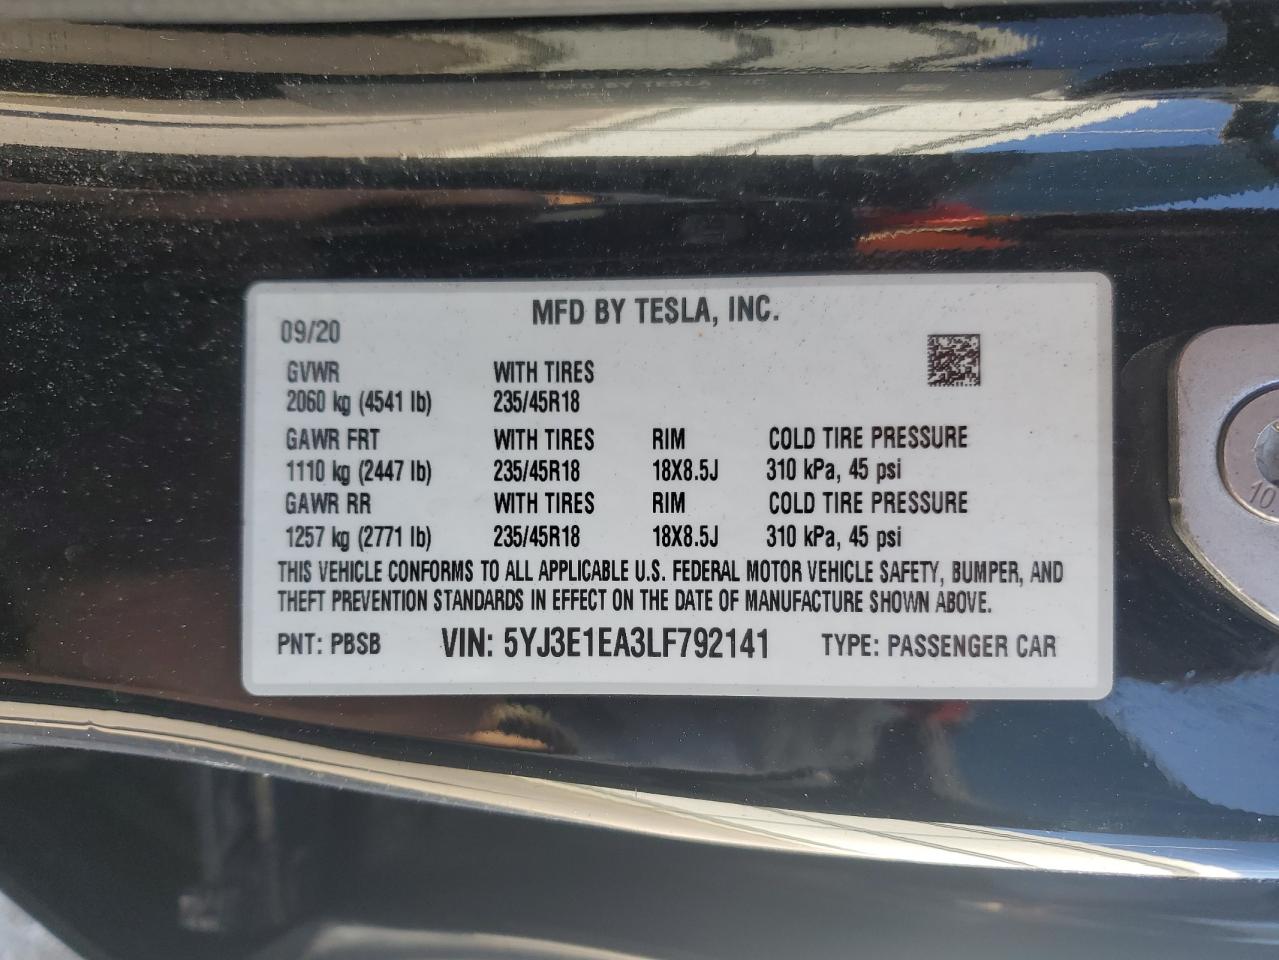 MFD BY TESLA, INC.
09/20
GVWR WITH TIRES
2060 kg (4541 lb) 235/45R18
GAWR FRT WITH TIRES RIM COLD TIRE PRESSURE
1110 kg (2447 lb) 235/45R18 18X8.5J 310 kPa, 45 psi
GAWR RR WITH TIRES RIM COLD TIRE PRESSURE
1257 kg (2771 lb) 235/45R18 18X8.5J 310 kPa, 45 psi
THIS VEHICLE CONFORMS TO ALL APPLICABLE U.S. FEDERAL MOTOR VEHICLE SAFETY, BUMPER, AND
THEFT PREVENTION STANDARDS IN EFFECT ON THE DATE OF MANUFACTURE SHOWN ABOVE.
PNT: PBSB VIN: 5YJ3E1EA3LF792141 TYPE: PASSENGER CAR